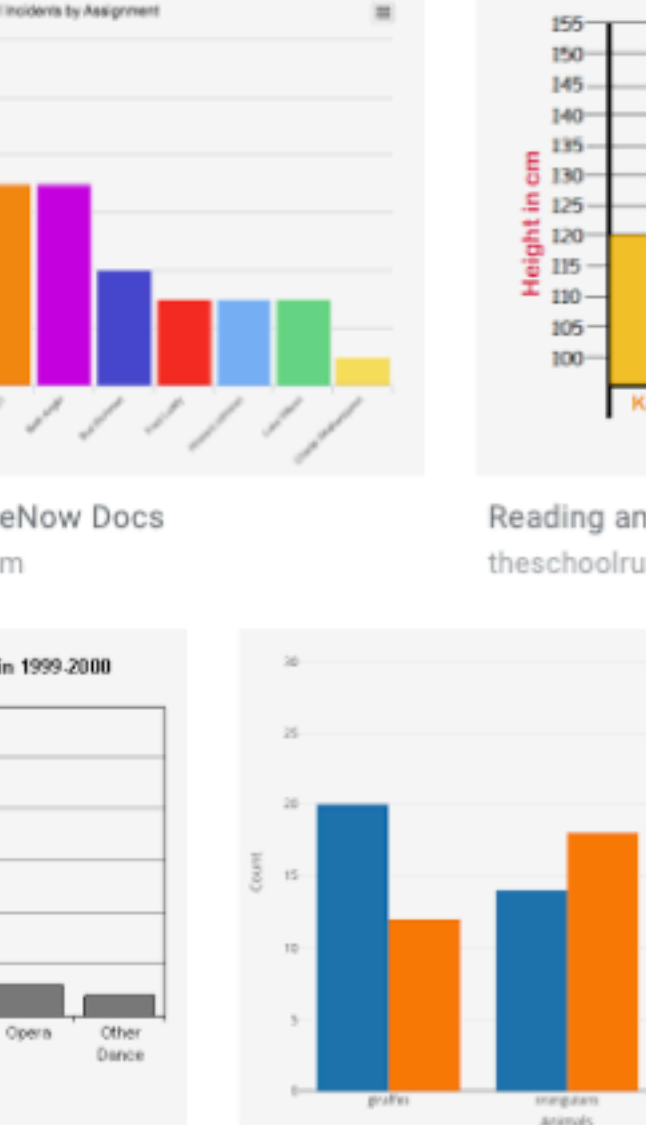 Incidents by Assignment
155
150
145
140
135
130
125
120
115
110
105
100
Height in cm
K
eNow Docs
m
Reading an
theschoolru
in 1999-2000
Opera
Other
Dance
30
25
20
15
10
5
0
Count
giraffes
orangutans
Animals